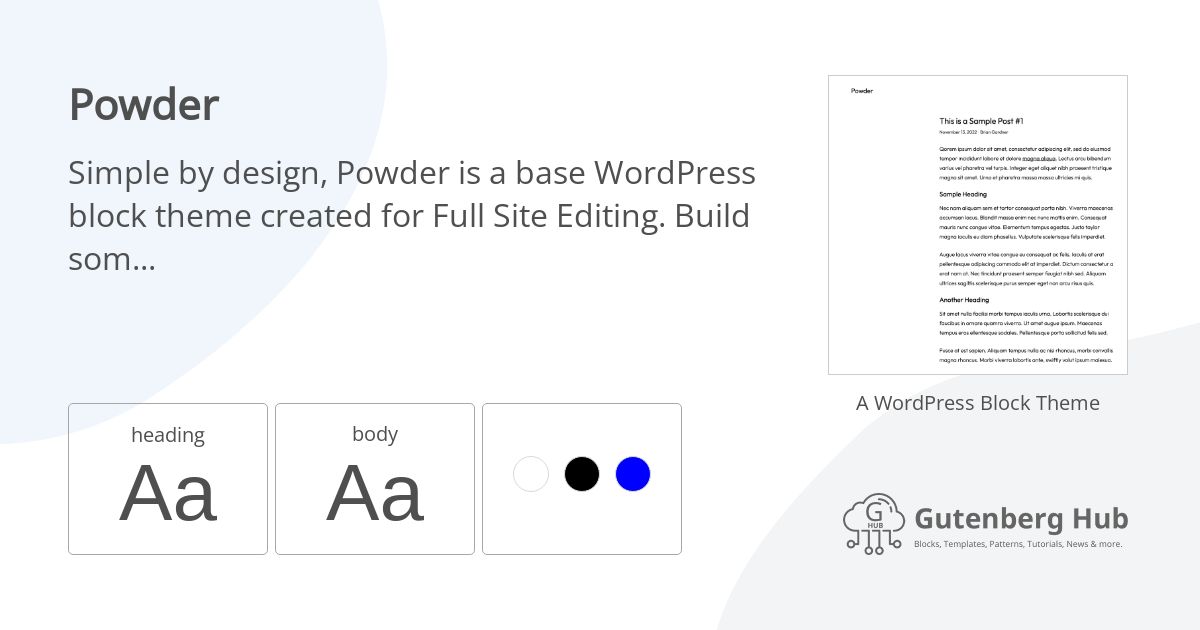 Powder
Simple by design, Powder is a base WordPress
block theme created for Full Site Editing. Build
som...
heading
Aa
body
Aa
Powder
This is a Sample Post #1
November 13, 2022 · Brian Gardner
Qorem ipsum dolor sit amet, consectetur adipiscing elit, sed do eiusmod
tempor incididunt labore et dolore magna aliqua. Lectus arcu bibendum
varius vel pharetra vel turpis. Integer eget aliquet nibh praesent tristique
magna sit amet. Urna et pharetra massa massa ultricies mi quis.
Sample Heading
Nec nam aliquam sem et tortor consequat porta nibh. Viverra maecenas
accumsan lacus. Blandit massa enim nec nunc mattis enim. Consequat
mauris nunc congue vitae. Elementum tempus egestas. Justo taylor
magna iaculis eu diam phasellus. Vulputate scelerisque felis imperdiet.
Augue lacus viverra vitae congue eu consequat ac felis. Iaculis at erat
pellentesque adipiscing commodo elit at imperdiet. Dictum consectetur a
erat nam at. Nec tincidunt praesent semper feugiat nibh sed. Aliquam
ultrices sagittis scelerisque purus semper eget non arcu risus quis.
Another Heading
Sit amet nulla facilisi morbi tempus iaculis urna. Lobortis scelerisque dui
faucibus in ornare quam ra viverra. Ut amet augue ipsum. Maecenas
tempus eros ellentesque sodales. Pellentesque porta sollicitud felis sed.
Fusce at est sapien. Aliquam tempus nulla ac nisi rhoncus, morbi convallis
magna rhoncus. Morbi viverra lobortis ante, swiftly volut ipsum malesua.
A WordPress Block Theme
G
HUB
Gutenberg Hub
Blocks, Templates, Patterns, Tutorials, News & more.